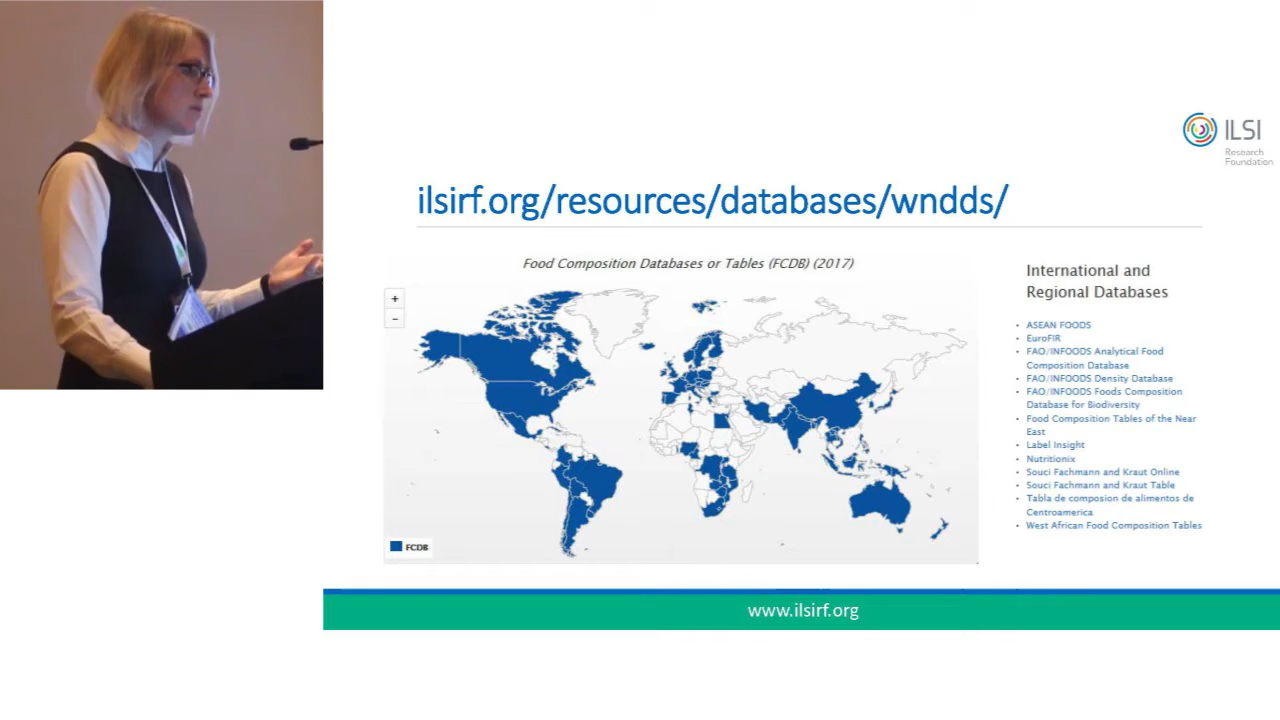 ILSI
Research
Foundation
ilsirf.org/resources/databases/wndds/
Food Composition Databases or Tables (FCDB) (2017)
+
−
FCDB
International and
Regional Databases
• ASEAN FOODS
• EuroFIR
• FAO/INFOODS Analytical Food
Composition Database
• FAO/INFOODS Density Database
• FAO/INFOODS Foods Composition
Database for Biodiversity
• Food Composition Tables of the Near
East
• Label Insight
• Nutritionix
• Souci Fachmann and Kraut Online
• Souci Fachmann and Kraut Table
• Tabla de composion de alimentos de
Centroamerica
• West African Food Composition Tables
www.ilsirf.org